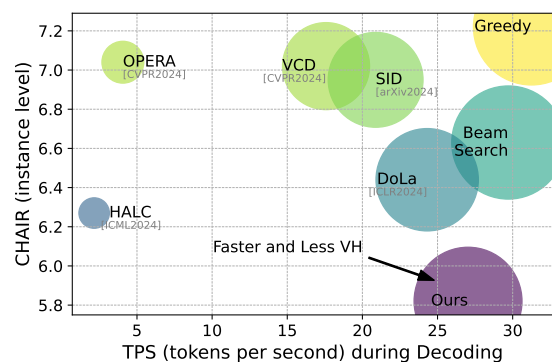 7.2
7.0
6.8
6.6
6.4
6.2
6.0
5.8
CHAIR (instance level)
Greedy
OPERA
[CVPR2024]
VCD
[CVPR2024]
SID
[arXiv2024]
Beam
Search
DoLa
[ICLR2024]
HALC
[ICML2024]
Faster and Less VH
Ours
5
10
15
20
25
30
TPS (tokens per second) during Decoding